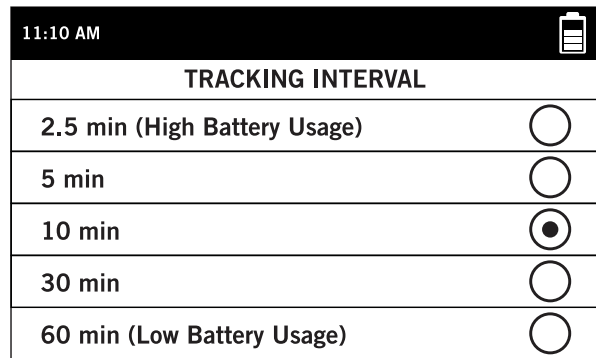 11:10 AM
TRACKING INTERVAL
2.5 min (High Battery Usage)
5 min
10 min
30 min
60 min (Low Battery Usage)